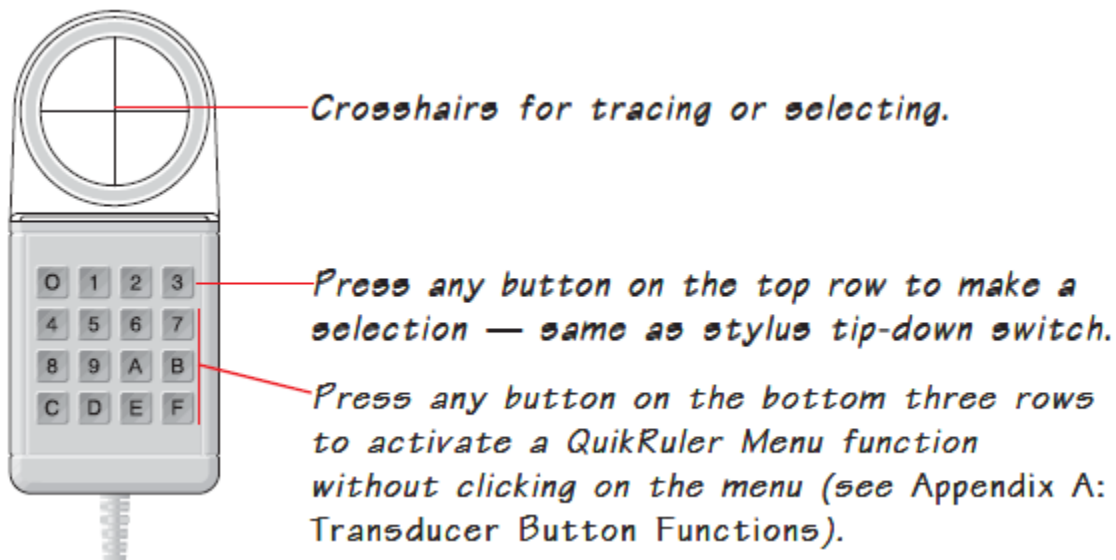 Crosshairs for tracing or selecting.
0 1 2 3
Press any button on the top row to make a
selection — same as stylus tip-down switch.
4 5 6 7
8 9 A B
C D E F
Press any button on the bottom three rows
to activate a QuikRuler Menu function
without clicking on the menu (see Appendix A:
Transducer Button Functions).